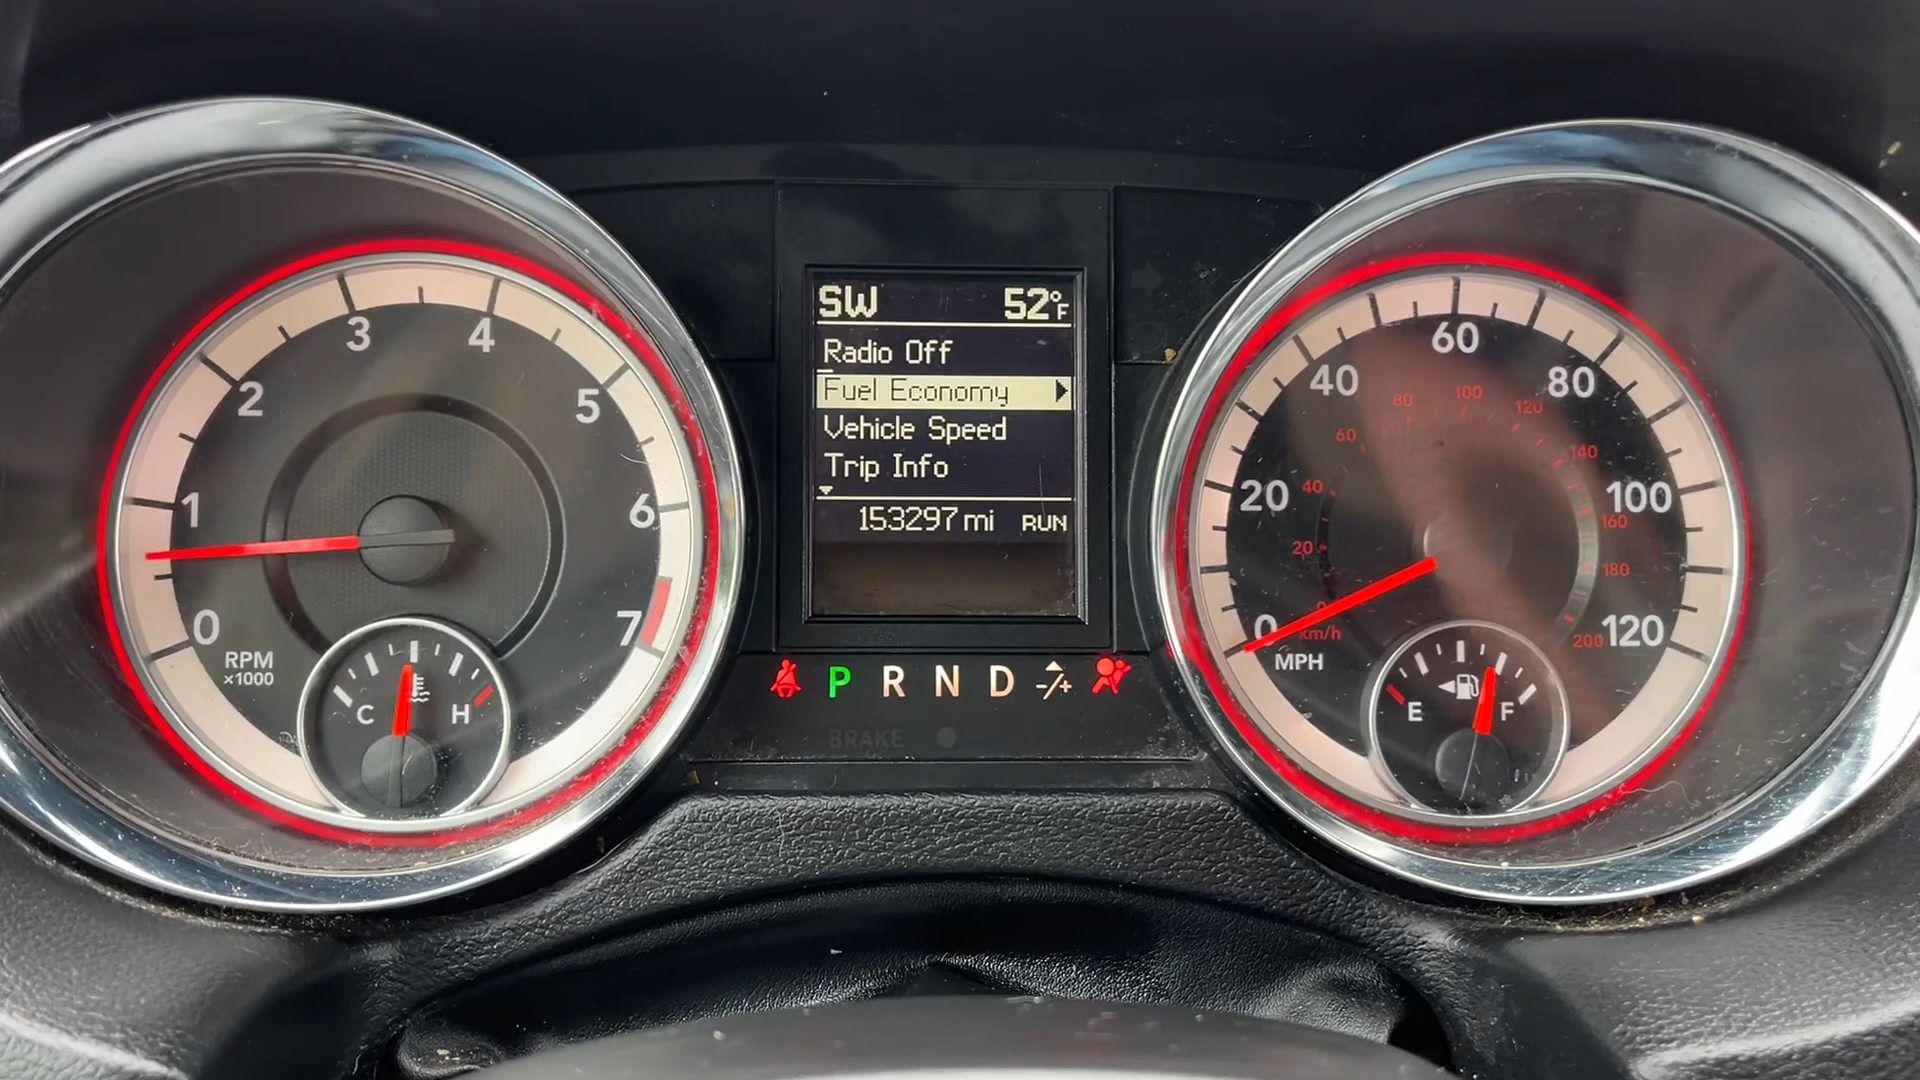 SW 52°F
Radio Off
Fuel Economy
Vehicle Speed
Trip Info
153297 mi RUN
P R N D -/+
BRAKE
0 1 2 3 4 5 6 7
RPM
×1000
C H
0 20 40 60 80 100 120
MPH
0 20 40 60 80 100 120 140 160 180 200
km/h
E F